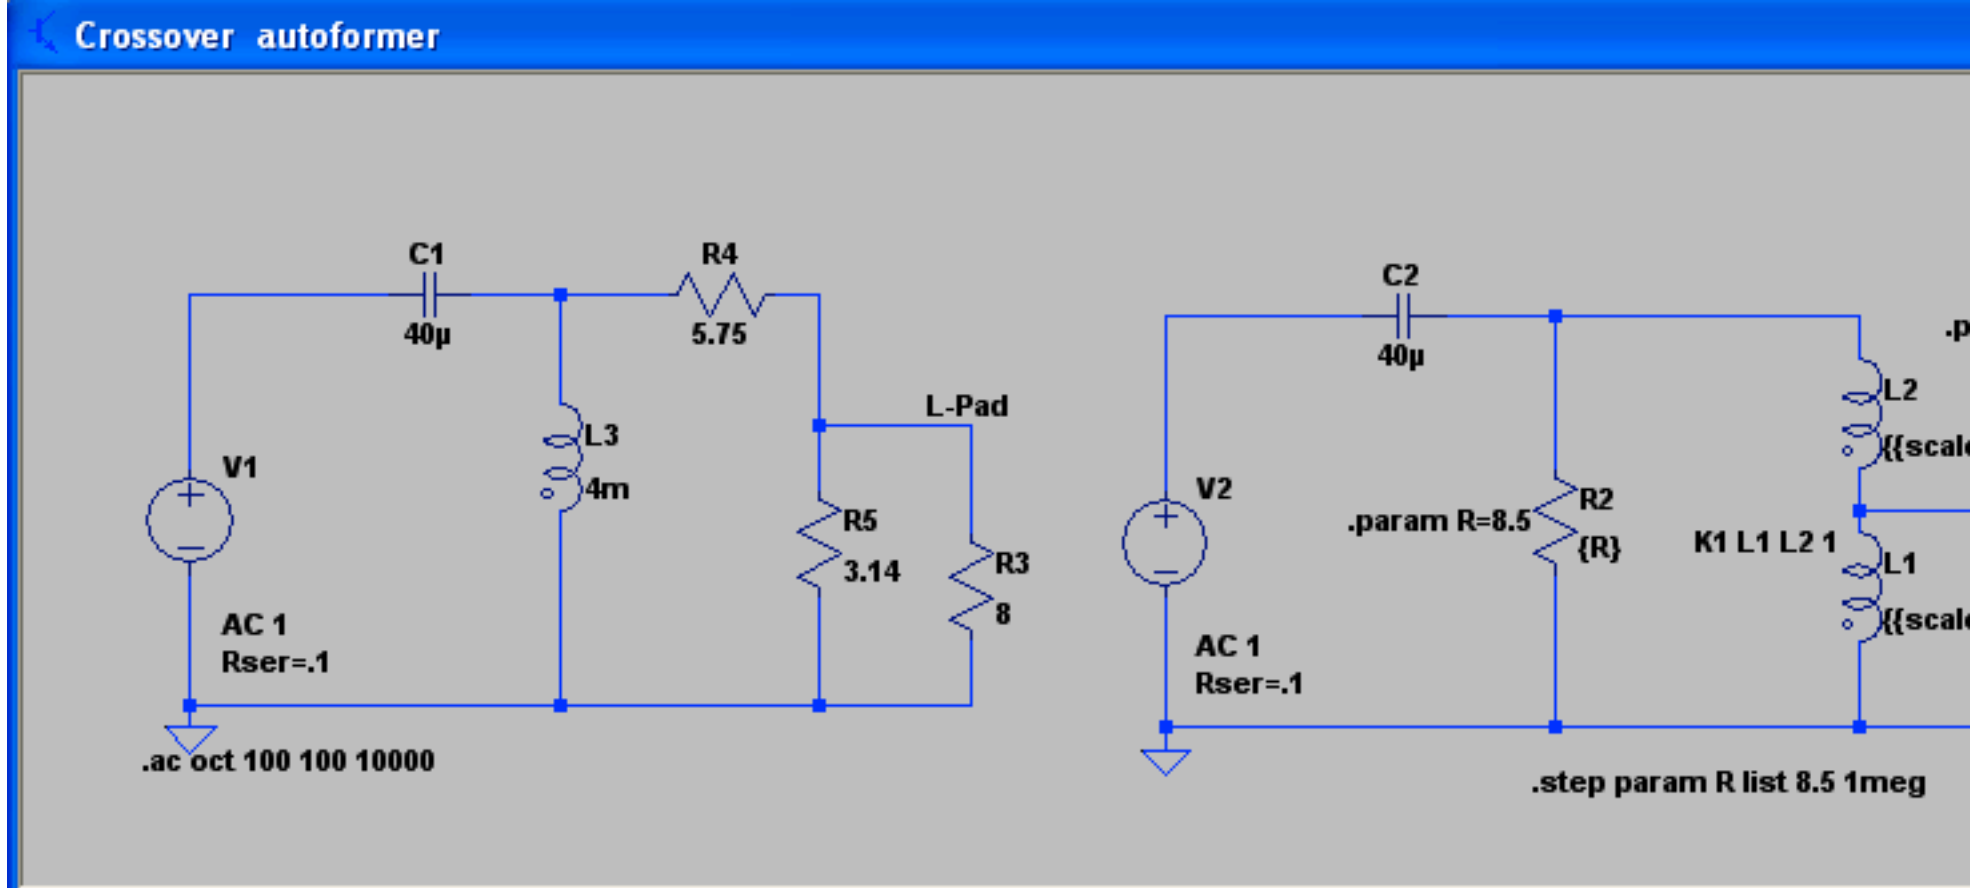 Crossover autoformer
C1
40µ
R4
5.75
L-Pad
L3
4m
V1
R5
3.14
R3
8
AC 1
Rser=.1
.ac oct 100 100 10000
C2
40µ
.p
L2
{{scale
V2
.param R=8.5
R2
{R}
K1 L1 L2 1
L1
{{scale
AC 1
Rser=.1
.step param R list 8.5 1meg